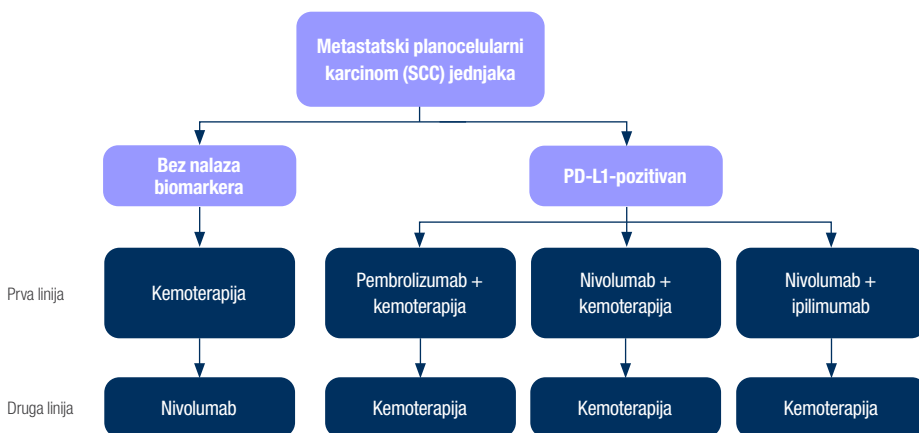 Metastatski planocelularni
karcinom (SCC) jednjaka
Bez nalaza
biomarkera
PD-L1-pozitivan
Prva linija
Kemoterapija
Pembrolizumab +
kemoterapija
Nivolumab +
kemoterapija
Nivolumab +
ipilimumab
Druga linija
Nivolumab
Kemoterapija
Kemoterapija
Kemoterapija